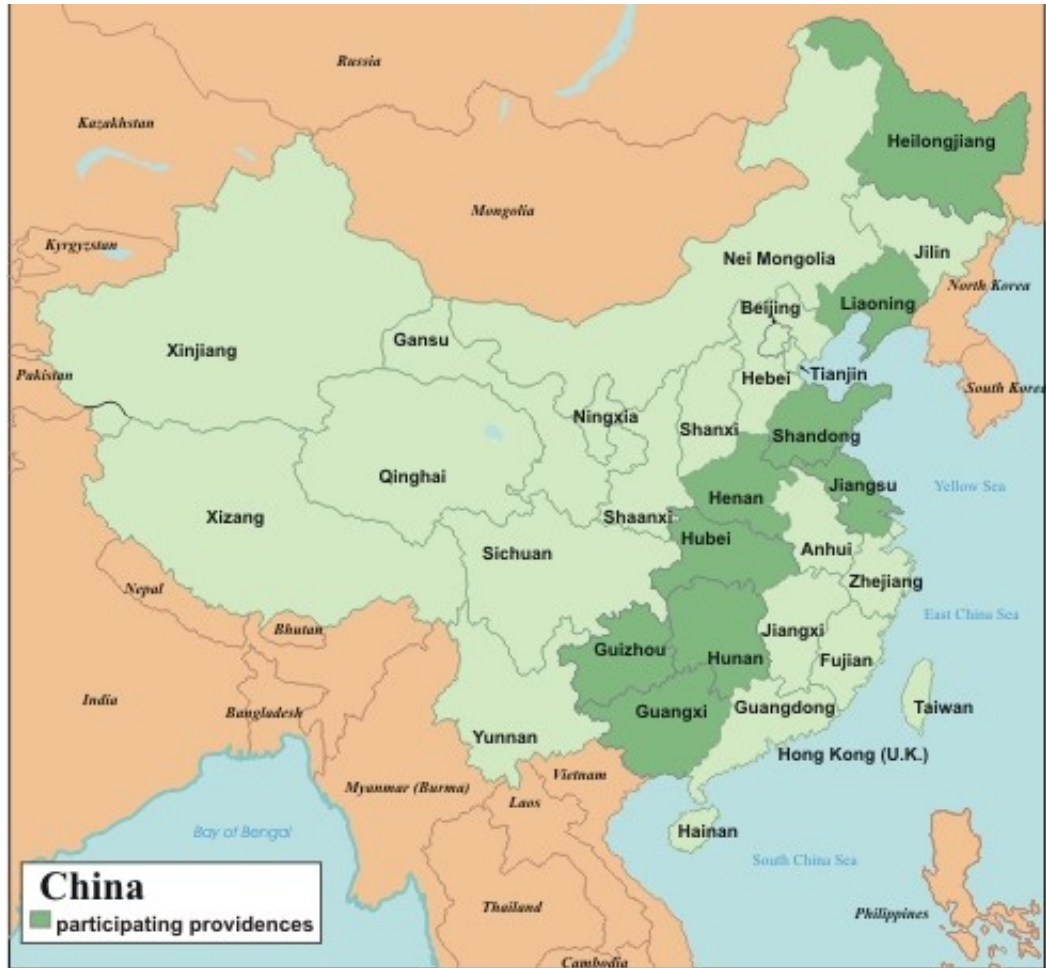 Russia
Kazakhstan
Heilongjiang
Mongolia
Kyrgyzstan
Jilin
Nei Mongolia
North Korea
Liaoning
Beijing
Gansu
Xinjiang
Tianjin
Pakistan
Hebei
South Kore
Ningxia
Shanxi
Shandong
Qinghai
Jiangsu
Yellow Sea
Henan
Xizang
Shaanxi
Hubei
Anhui
Sichuan
Zhejiang
Nepal
East China Sea
Bhutan
Jiangxi
Guizhou
Hunan
Fujian
India
Guangxi
Guangdong
Taiwan
Bangladesh
Yunnan
Hong Kong (U.K.)
Vietnam
Myanmar (Burma)
Laos
Bay of Bengal
Hainan
South China Sea
China
participating providences
Thailand
Philippines
Cambodia